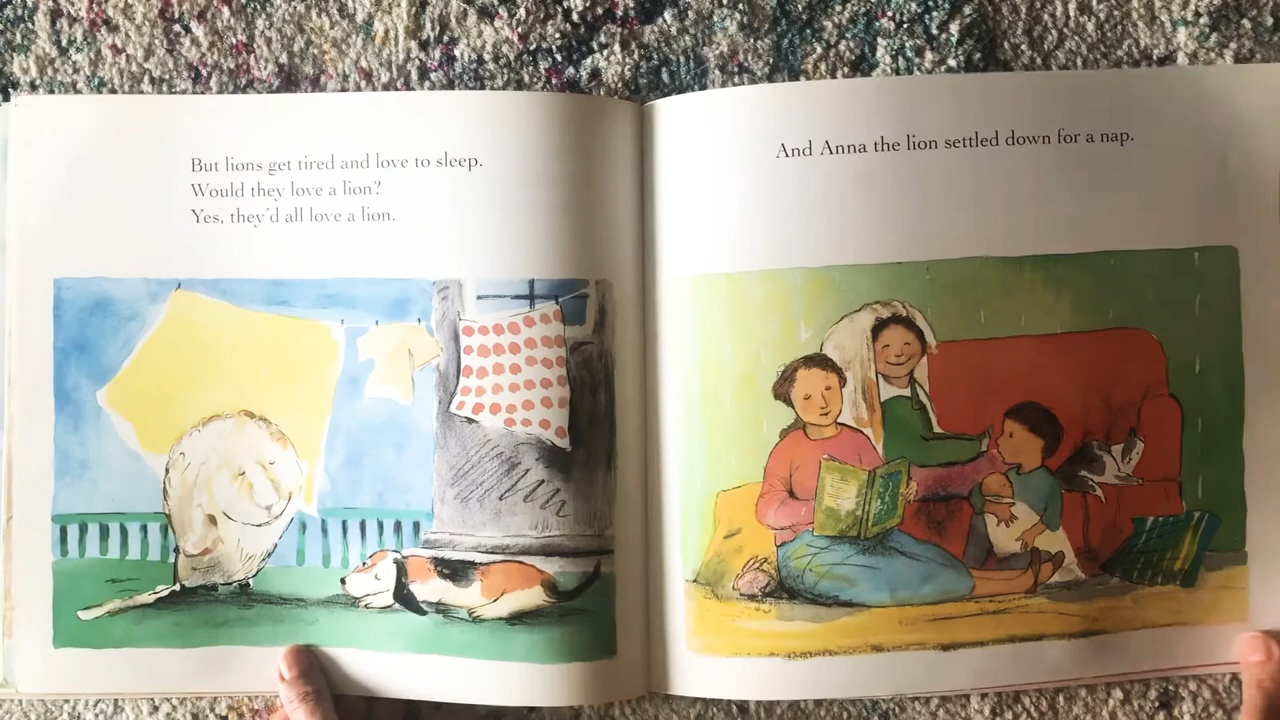 But lions get tired and love to sleep.
Would they love a lion?
Yes, they'd all love a lion.
And Anna the lion settled down for a nap.